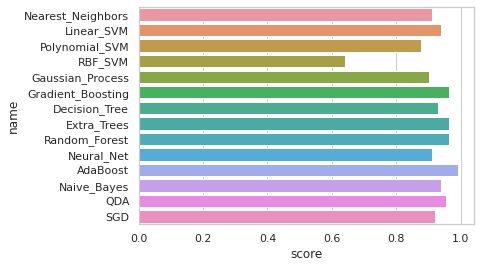 Nearest_Neighbors
Linear_SVM
Polynomial_SVM
RBF_SVM
Gaussian_Process
Gradient_Boosting
Decision_Tree
Extra_Trees
Random_Forest
Neural_Net
AdaBoost
Naive_Bayes
QDA
SGD
name
0.0 0.2 0.4 0.6 0.8 1.0
score